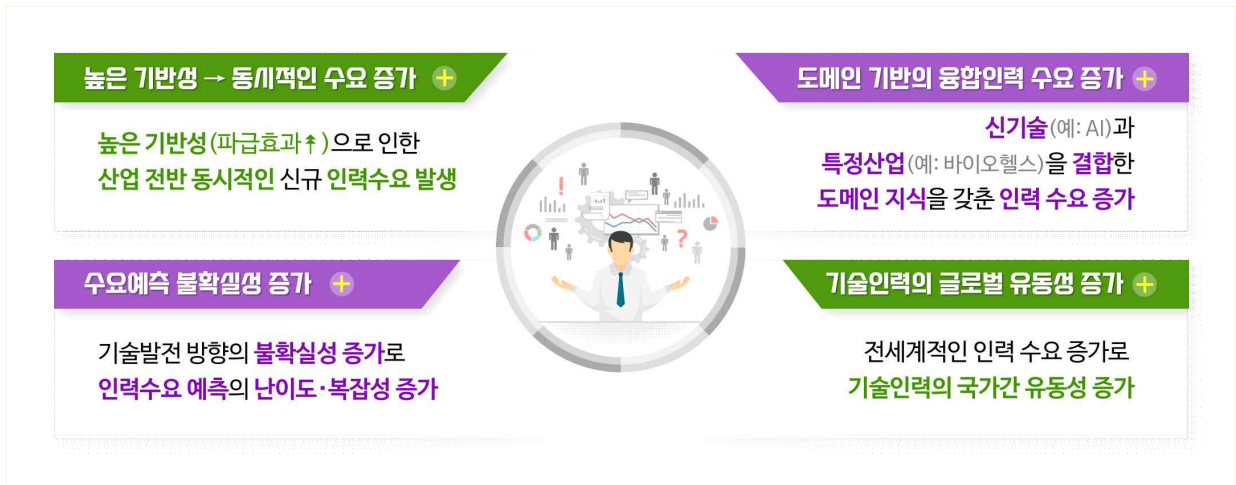 높은 기반성 → 동시적인 수요 증가 +
높은 기반성(파급효과↟)으로 인한
산업 전반 동시적인 신규 인력수요 발생
도메인 기반의 융합인력 수요 증가 +
신기술(예: AI)과
특정산업(예: 바이오헬스)을 결합한
도메인 지식을 갖춘 인력 수요 증가
수요예측 불확실성 증가 +
기술발전 방향의 불확실성 증가로
인력수요 예측의 난이도·복잡성 증가
기술인력의 글로벌 유동성 증가 +
전세계적인 인력 수요 증가로
기술인력의 국가간 유동성 증가